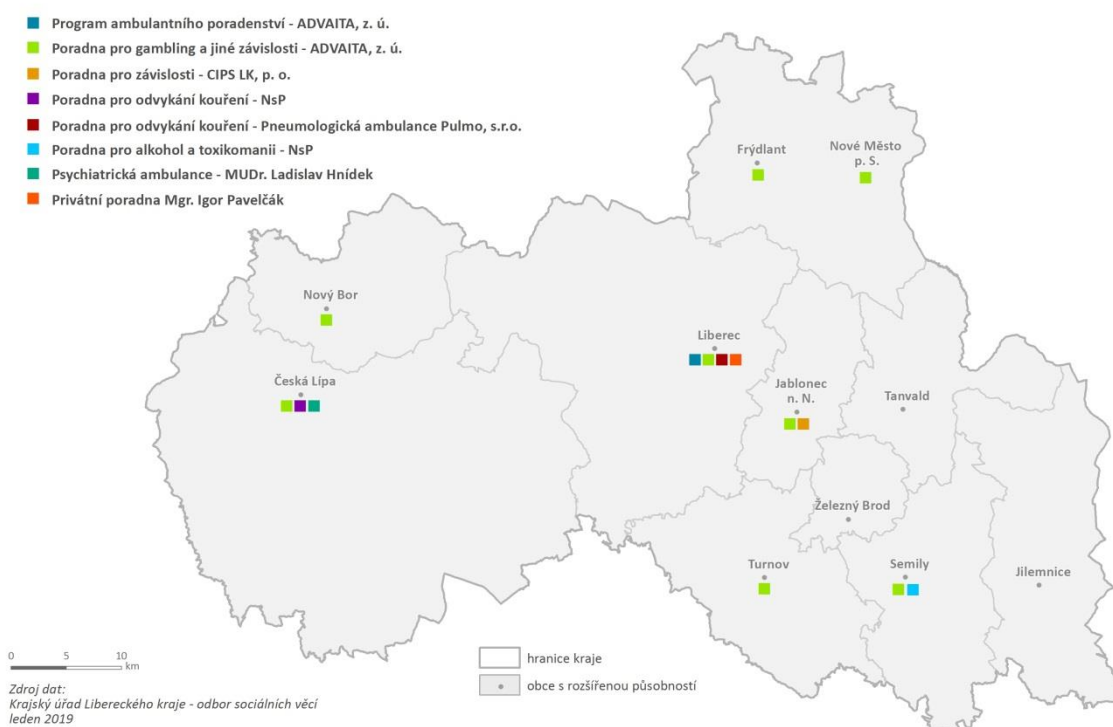 Program ambulantního poradenství - ADVAITA, z. ú.
Poradna pro gambling a jiné závislosti - ADVAITA, z. ú.
Poradna pro závislosti - CIPS LK, p. o.
Poradna pro odvykání kouření - NsP
Poradna pro odvykání kouření - Pneumologická ambulance Pulmo, s.r.o.
Poradna pro alkohol a toxikomanii - NsP
Psychiatrická ambulance - MUDr. Ladislav Hnídek
Privátní poradna Mgr. Igor Pavelčák
Frýdlant
Nové Město
p. S.
Nový Bor
Liberec
Česká Lípa
Jablonec
n. N.
Tanvald
Železný Brod
Turnov
Semily
Jilemnice
0 5 10
km
hranice kraje
obce s rozšířenou působností
Zdroj dat:
Krajský úřad Libereckého kraje - odbor sociálních věcí
leden 2019